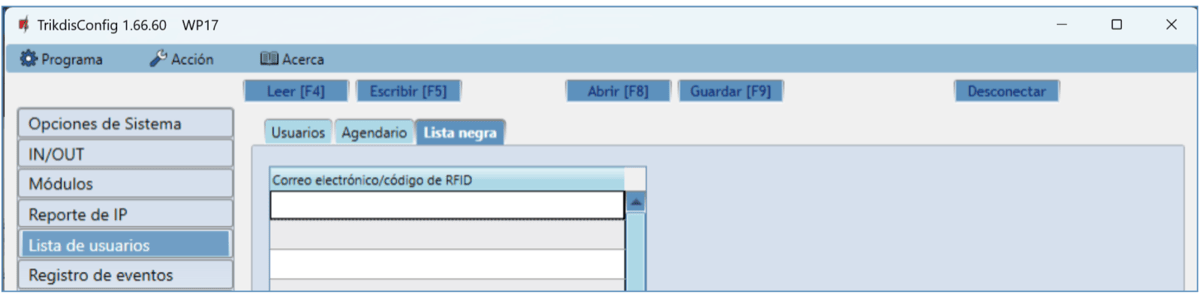 TrikdisConfig 1.66.60 WP17
Programa Acción Acerca
Leer [F4] Escribir [F5] Abrir [F8] Guardar [F9] Desconectar
Opciones de Sistema
IN/OUT
Módulos
Reporte de IP
Lista de usuarios
Registro de eventos
Usuarios Agendario Lista negra
Correo electrónico/código de RFID